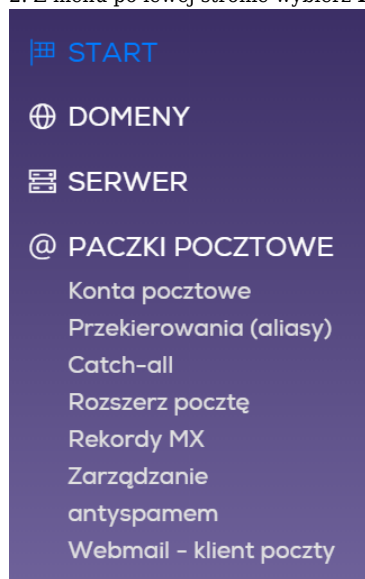 START
DOMENY
SERWER
@ PACZKI POCZTOWE
Konta pocztowe
Przekierowania (aliasy)
Catch-all
Rozszerz pocztę
Rekordy MX
Zarządzanie
antyspamem
Webmail - klient poczty